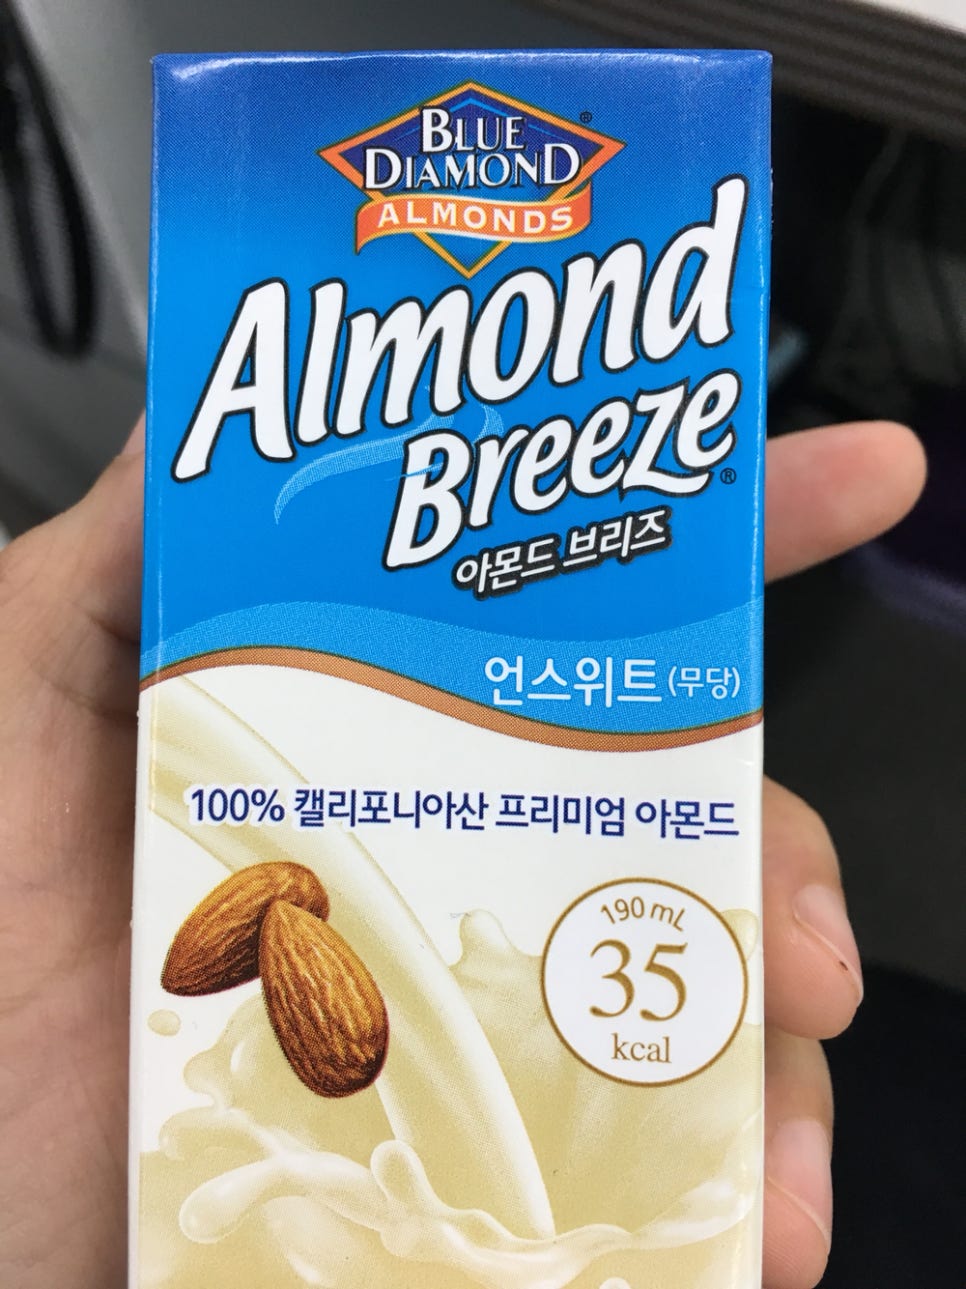 BLUE
DIAMOND
ALMONDS
Almond
Breeze
아몬드 브리즈
언스위트 (무당)
100% 캘리포니아산 프리미엄 아몬드
190 mL
35
kcal